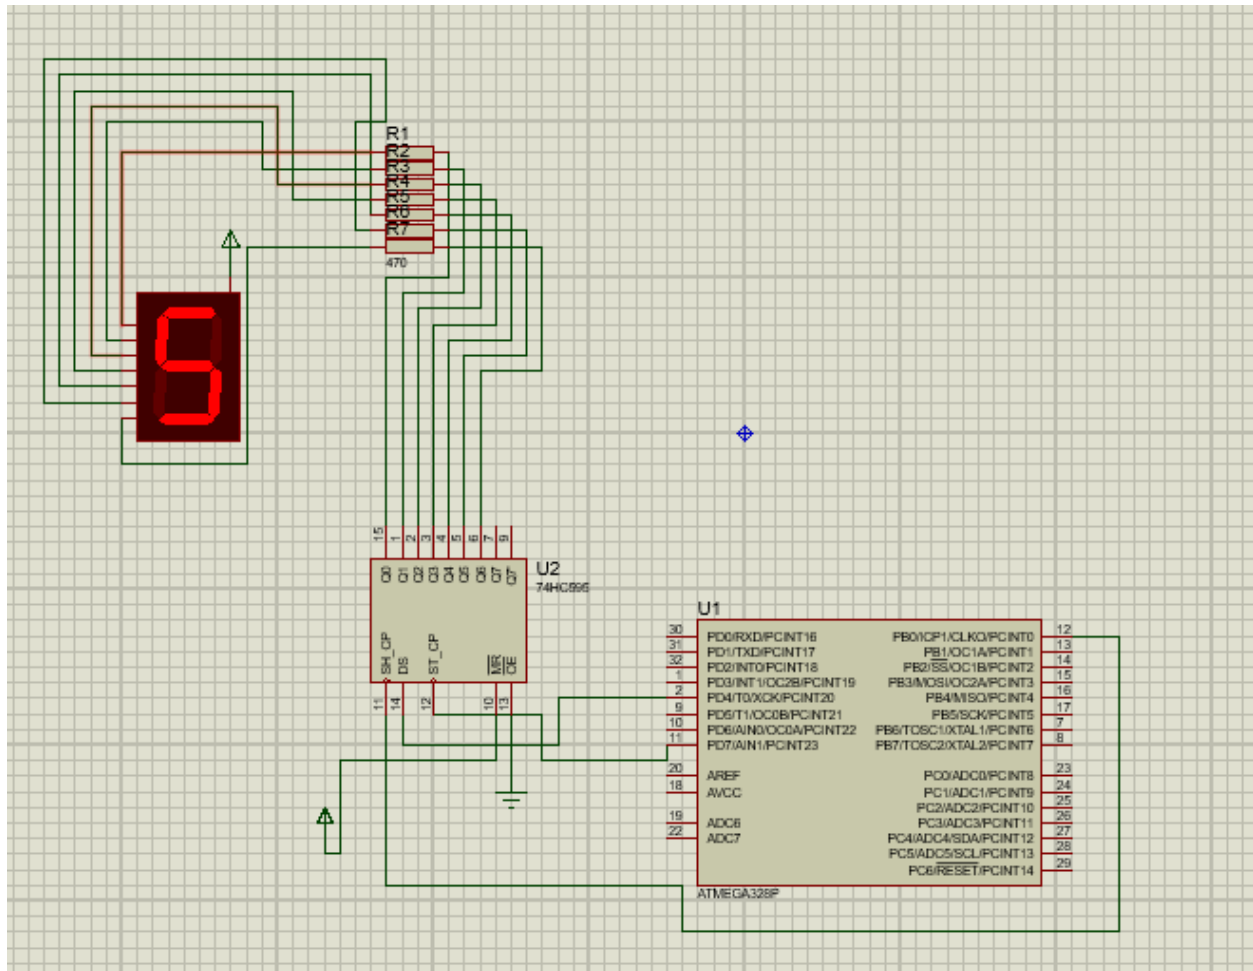 R1
R2
R3
R4
R5
R6
R7
470
15
1
2
3
4
5
6
7
9
U2
74HC595
Q0
Q1
Q2
Q3
Q4
Q5
Q6
Q7
Q7'
SH_CP
DS
ST_CP
MR
OE
11
14
12
10
13
U1
30 PD0/RXD/PCINT16 PB0/ICP1/CLKO/PCINT0 12
31 PD1/TXD/PCINT17 PB1/OC1A/PCINT1 13
32 PD2/INT0/PCINT18 PB2/SS/OC1B/PCINT2 14
1 PD3/INT1/OC2B/PCINT19 PB3/MOSI/OC2A/PCINT3 15
2 PD4/T0/XCK/PCINT20 PB4/MISO/PCINT4 16
9 PD5/T1/OC0B/PCINT21 PB5/SCK/PCINT5 17
10 PD6/AIN0/OC0A/PCINT22 PB6/TOSC1/XTAL1/PCINT6 7
11 PD7/AIN1/PCINT23 PB7/TOSC2/XTAL2/PCINT7 8
20 AREF PC0/ADC0/PCINT8 23
18 AVCC PC1/ADC1/PCINT9 24
PC2/ADC2/PCINT10 25
19 ADC6 PC3/ADC3/PCINT11 26
22 ADC7 PC4/ADC4/SDA/PCINT12 27
PC5/ADC5/SCL/PCINT13 28
PC6/RESET/PCINT14 29
ATMEGA328P
5